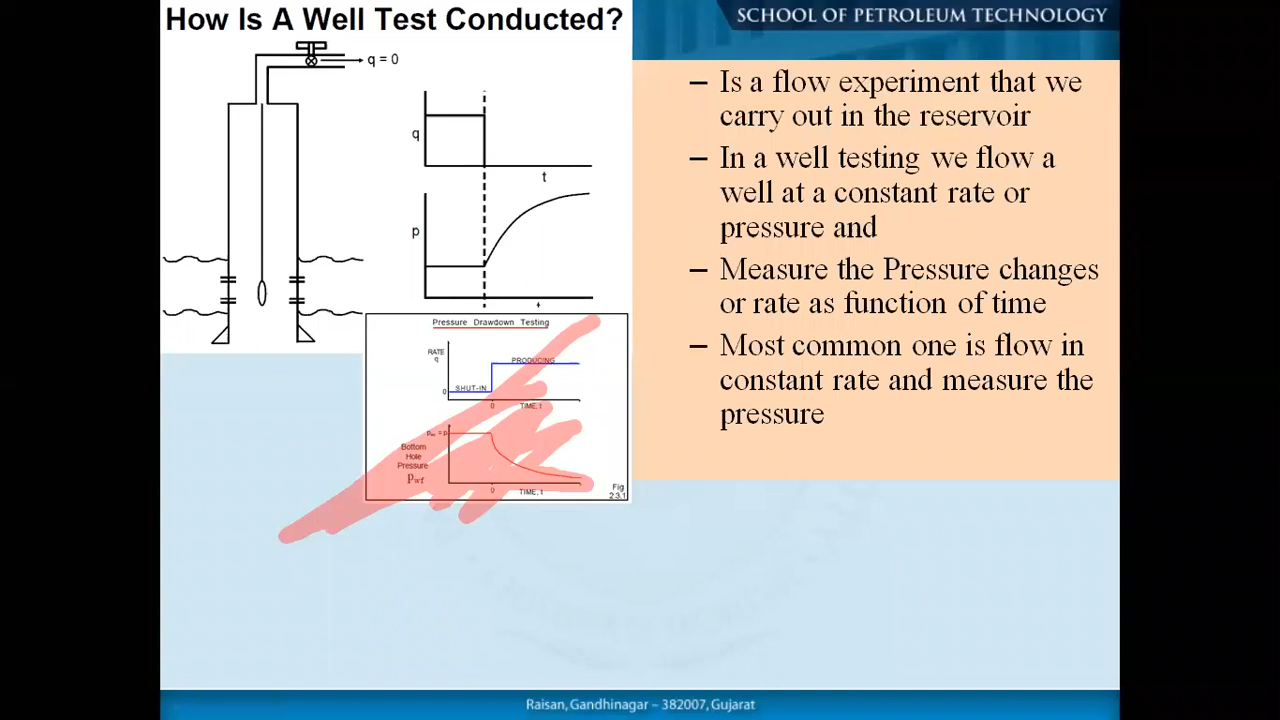 How Is A Well Test Conducted?
SCHOOL OF PETROLEUM TECHNOLOGY
q = 0
q
t
p
– Is a flow experiment that we
carry out in the reservoir
– In a well testing we flow a
well at a constant rate or
pressure and
– Measure the Pressure changes
or rate as function of time
– Most common one is flow in
constant rate and measure the
pressure
Pressure Drawdown Testing
RATE
q
PRODUCING
SHUT-IN
0
0
TIME, t
Bottom
Hole
Pressure
Pwf
0
TIME, t
Fig
2.3.1
Raisan, Gandhinagar – 382007, Gujarat